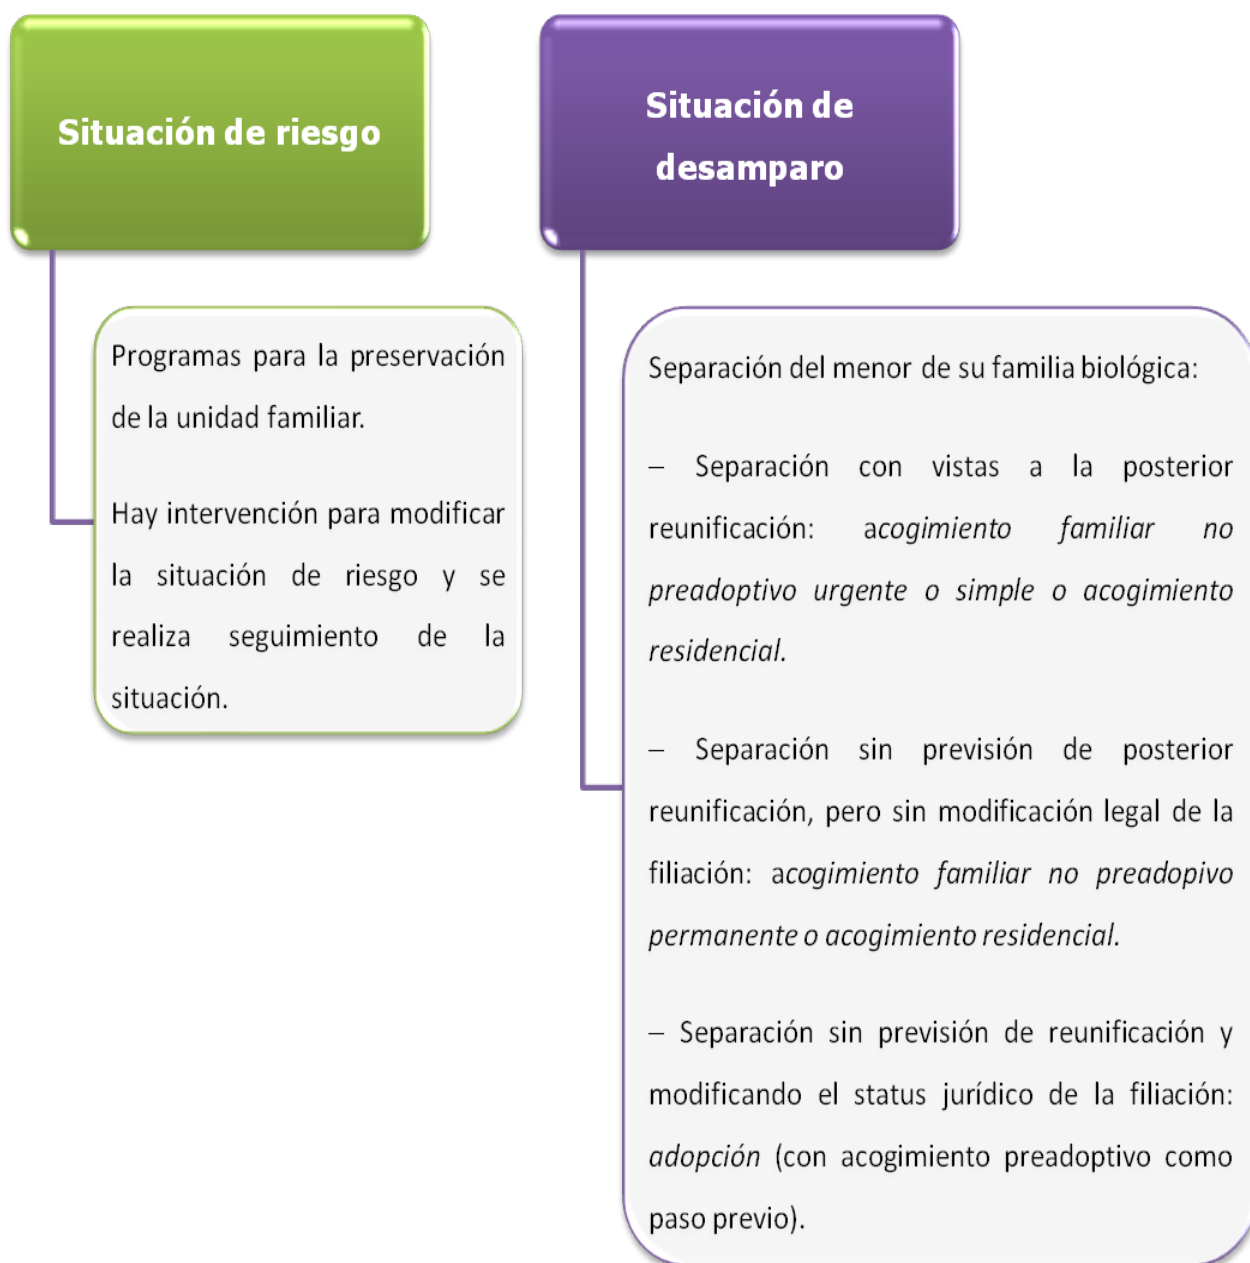 Situación de riesgo
Programas para la preservación
de la unidad familiar.
Hay intervención para modificar
la situación de riesgo y se
realiza seguimiento de la
situación.
Situación de
desamparo
Separación del menor de su familia biológica:
– Separación con vistas a la posterior
reunificación: acogimiento familiar no
preadoptivo urgente o simple o acogimiento
residencial.
– Separación sin previsión de posterior
reunificación, pero sin modificación legal de la
filiación: acogimiento familiar no preadopivo
permanente o acogimiento residencial.
– Separación sin previsión de reunificación y
modificando el status jurídico de la filiación:
adopción (con acogimiento preadoptivo como
paso previo).